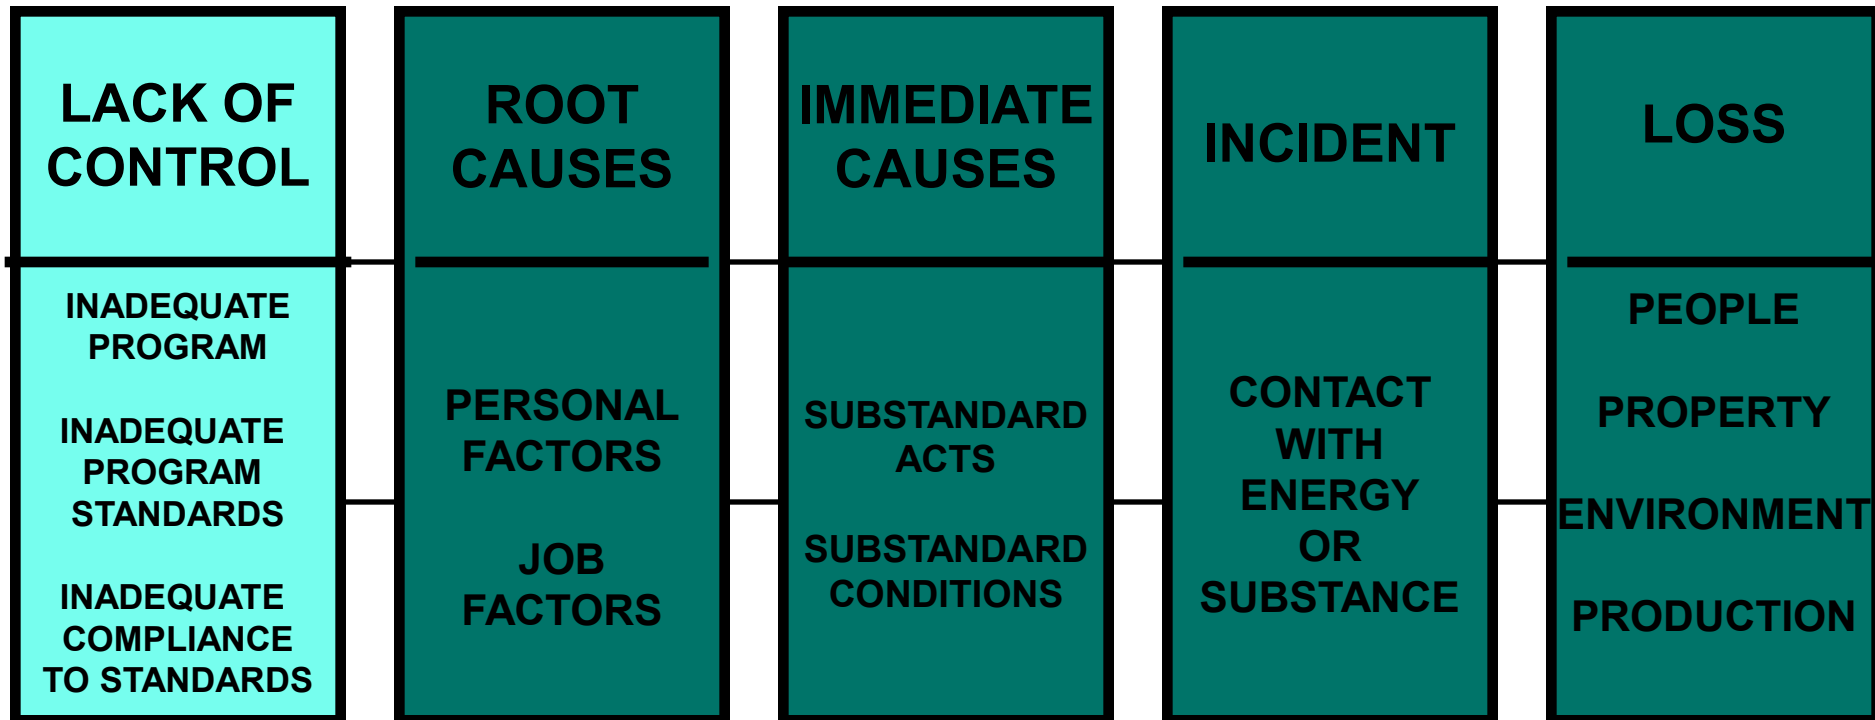 LACK OF
CONTROL
INADEQUATE
PROGRAM
INADEQUATE
PROGRAM
STANDARDS
INADEQUATE
COMPLIANCE
TO STANDARDS
ROOT
CAUSES
PERSONAL
FACTORS
JOB
FACTORS
IMMEDIATE
CAUSES
SUBSTANDARD
ACTS
SUBSTANDARD
CONDITIONS
INCIDENT
CONTACT
WITH
ENERGY
OR
SUBSTANCE
LOSS
PEOPLE
PROPERTY
ENVIRONMENT
PRODUCTION